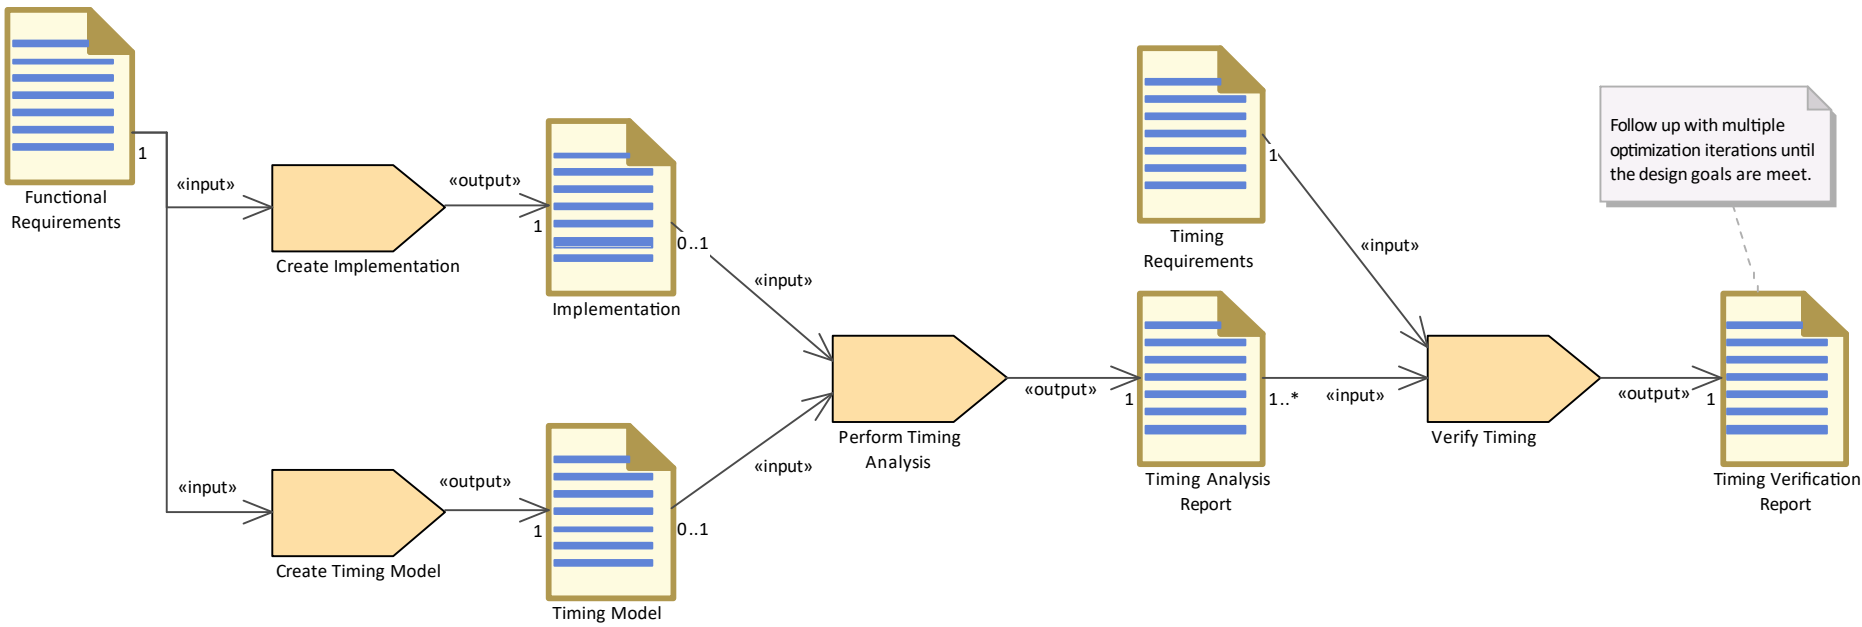 Functional
Requirements
1
«input»
Create Implementation
«output»
1
Implementation
0..1
«input»
«input»
Create Timing Model
«output»
1
Timing Model
0..1
«input»
Perform Timing
Analysis
«output»
1
Timing Analysis
Report
1..*
«input»
Timing
Requirements
1
«input»
Verify Timing
«output»
1
Timing Verification
Report
Follow up with multiple
optimization iterations until
the design goals are meet.